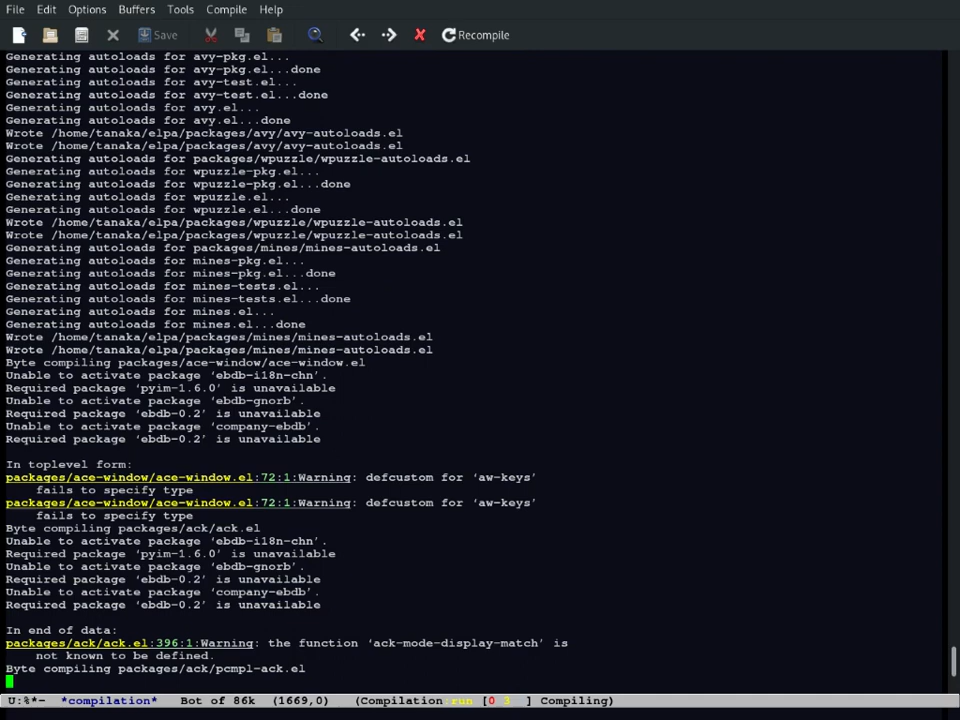 File Edit Options Buffers Tools Compile Help
Save Recompile
Generating autoloads for avy-pkg.el...
Generating autoloads for avy-pkg.el...done
Generating autoloads for avy-test.el...
Generating autoloads for avy-test.el...done
Generating autoloads for avy.el...
Generating autoloads for avy.el...done
Wrote /home/tanaka/elpa/packages/avy/avy-autoloads.el
Wrote /home/tanaka/elpa/packages/avy/avy-autoloads.el
Generating autoloads for packages/wpuzzle/wpuzzle-autoloads.el
Generating autoloads for wpuzzle-pkg.el...
Generating autoloads for wpuzzle-pkg.el...done
Generating autoloads for wpuzzle.el...
Generating autoloads for wpuzzle.el...done
Wrote /home/tanaka/elpa/packages/wpuzzle/wpuzzle-autoloads.el
Wrote /home/tanaka/elpa/packages/wpuzzle/wpuzzle-autoloads.el
Generating autoloads for packages/mines/mines-autoloads.el
Generating autoloads for mines-pkg.el...
Generating autoloads for mines-pkg.el...done
Generating autoloads for mines-tests.el...
Generating autoloads for mines-tests.el...done
Generating autoloads for mines.el...
Generating autoloads for mines.el...done
Wrote /home/tanaka/elpa/packages/mines/mines-autoloads.el
Wrote /home/tanaka/elpa/packages/mines/mines-autoloads.el
Byte compiling packages/ace-window/ace-window.el
Unable to activate package ‘ebdb-i18n-chn’.
Required package ‘pyim-1.6.0’ is unavailable
Unable to activate package ‘ebdb-gnorb’.
Required package ‘ebdb-0.2’ is unavailable
Unable to activate package ‘company-ebdb’.
Required package ‘ebdb-0.2’ is unavailable
In toplevel form:
packages/ace-window/ace-window.el:72:1:Warning: defcustom for ‘aw-keys’
fails to specify type
packages/ace-window/ace-window.el:72:1:Warning: defcustom for ‘aw-keys’
fails to specify type
Byte compiling packages/ack/ack.el
Unable to activate package ‘ebdb-i18n-chn’.
Required package ‘pyim-1.6.0’ is unavailable
Unable to activate package ‘ebdb-gnorb’.
Required package ‘ebdb-0.2’ is unavailable
Unable to activate package ‘company-ebdb’.
Required package ‘ebdb-0.2’ is unavailable
In end of data:
packages/ack/ack.el:396:1:Warning: the function ‘ack-mode-display-match’ is
not known to be defined.
Byte compiling packages/ack/pcmpl-ack.el
U:%*- *compilation* Bot of 86k (1669,0) (Compilation:run [0 3 ] Compiling)